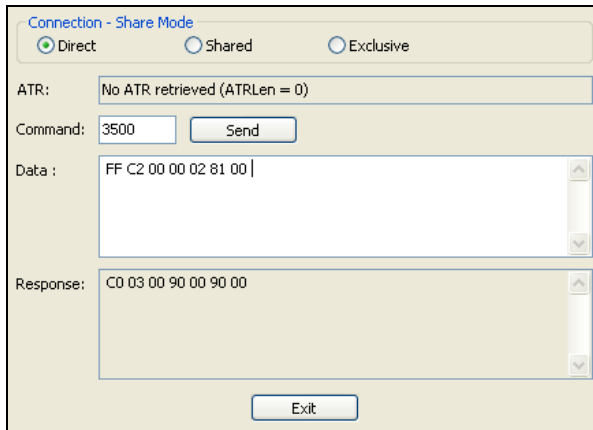 Connection - Share Mode
Direct Shared Exclusive
ATR: No ATR retrieved (ATRLen = 0)
Command: 3500 Send
Data : FF C2 00 00 02 81 00
Response: C0 03 00 90 00 90 00
Exit